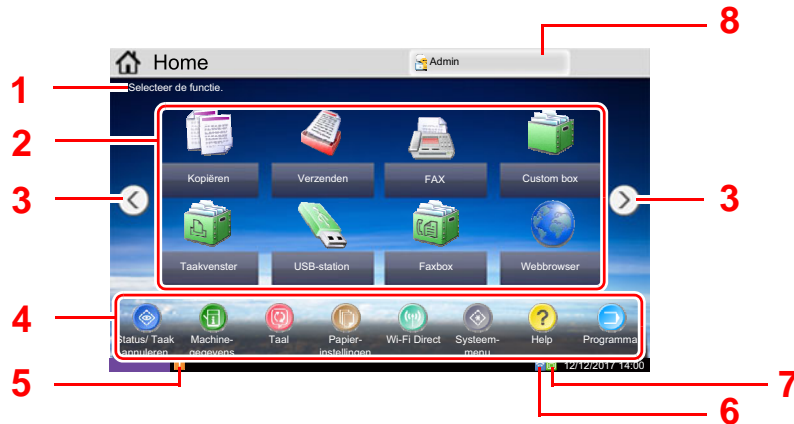 8
Home
Admin
1
Selecteer de functie.
2
Kopiëren
Verzenden
FAX
Custom box
3
3
Taakvenster
USB-station
Faxbox
Webbrowser
4
Status/ Taak
annuleren
Machine-
gegevens
Taal
Papier-
instellingen
Wi-Fi Direct
Systeem-
menu
?
Help
Programma
5
12/12/2017 14:00
7
6